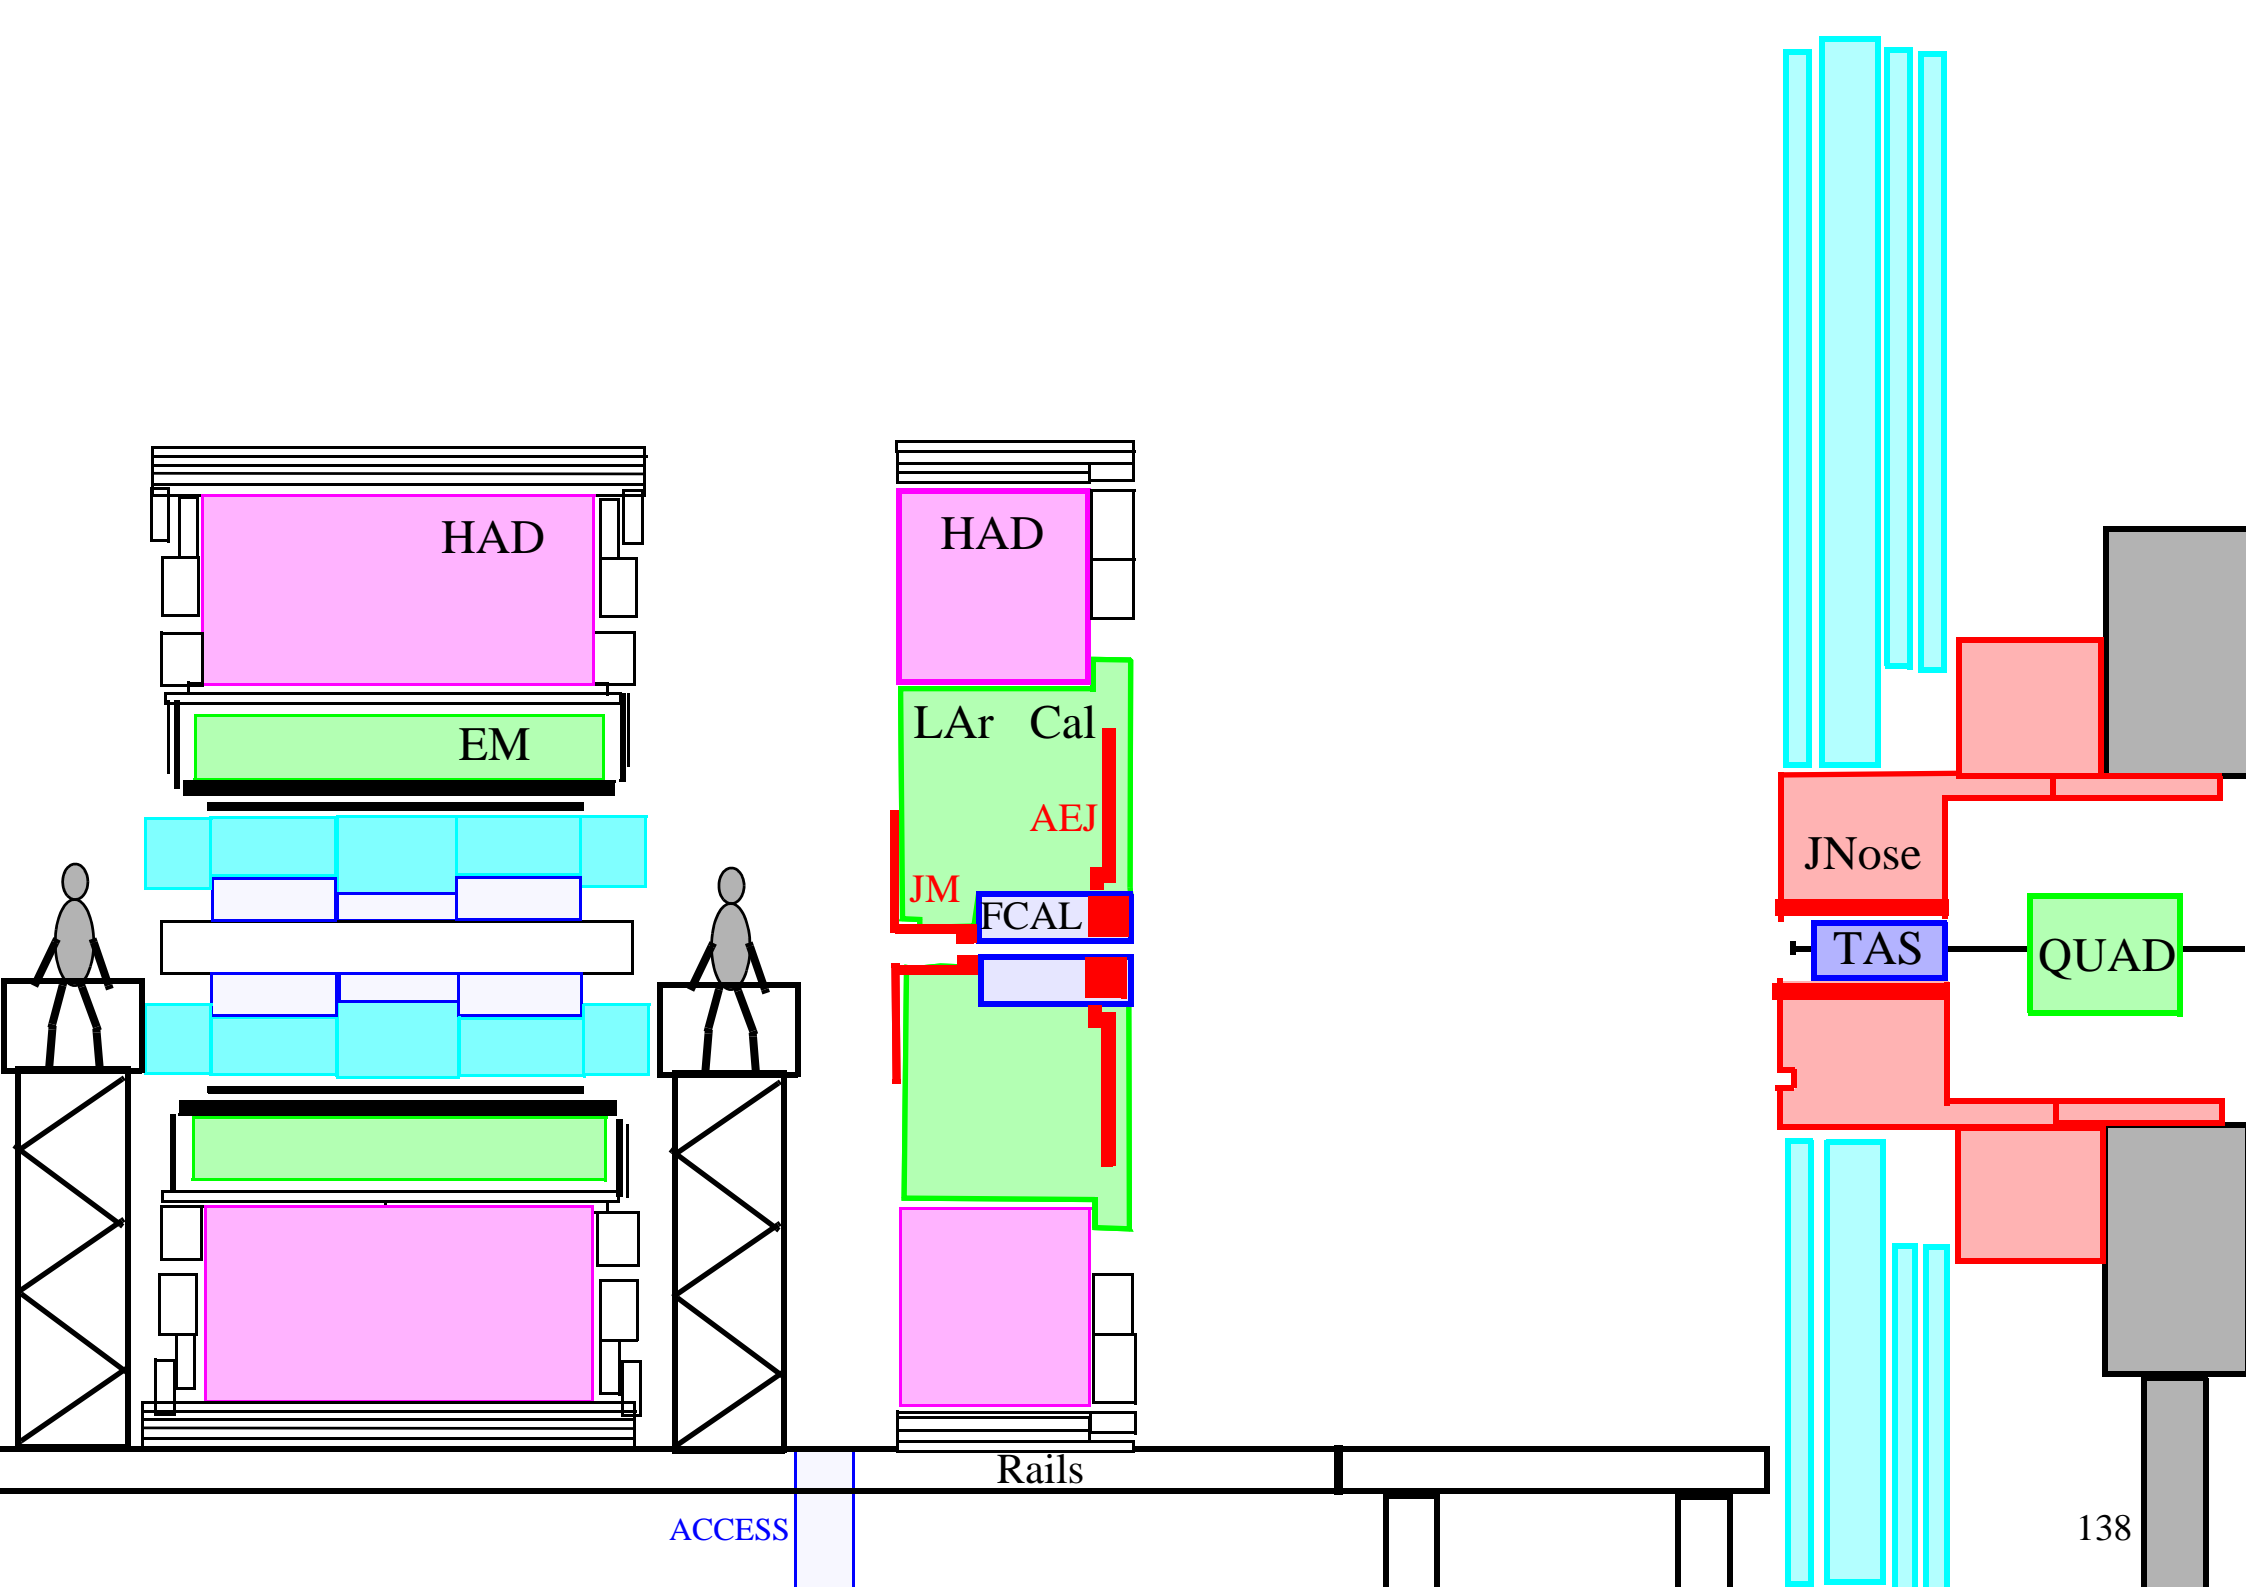 HAD
HAD
LAr Cal
EM
AEJ
JNose
JM
FCAL
TAS
QUAD
Rails
ACCESS
138